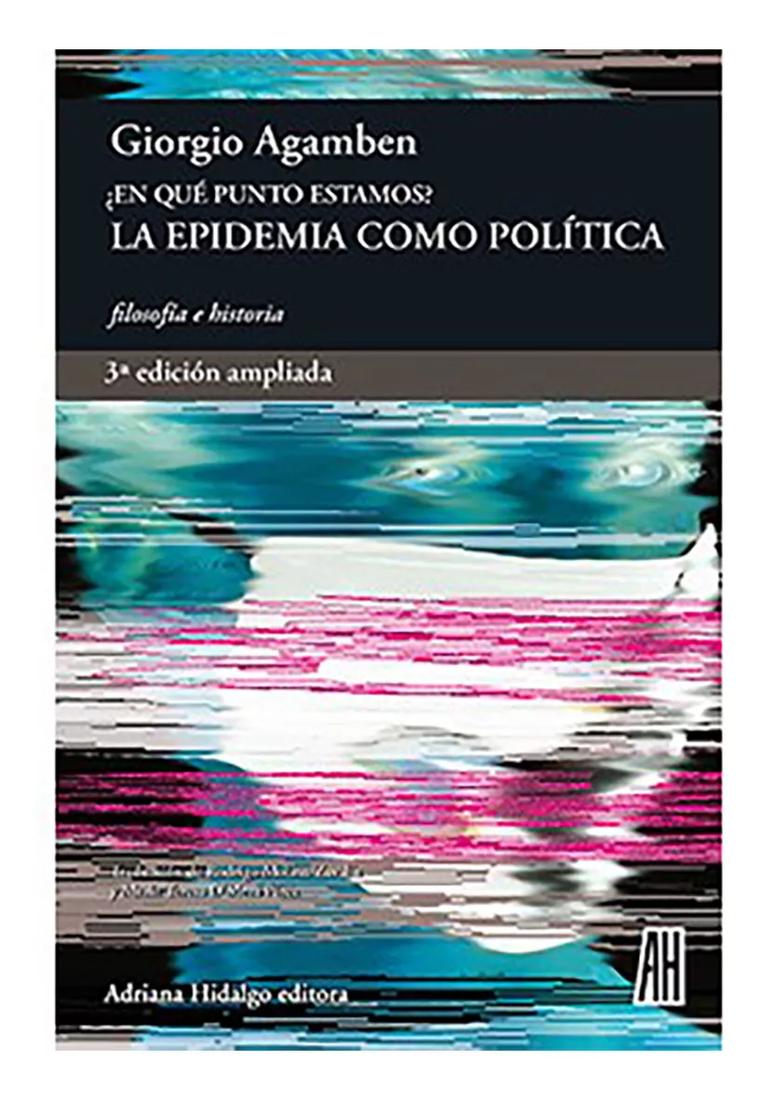 Giorgio Agamben
¿EN QUÉ PUNTO ESTAMOS?
LA EPIDEMIA COMO POLÍTICA
filosofía e historia
3ª edición ampliada
Adriana Hidalgo editora
AH